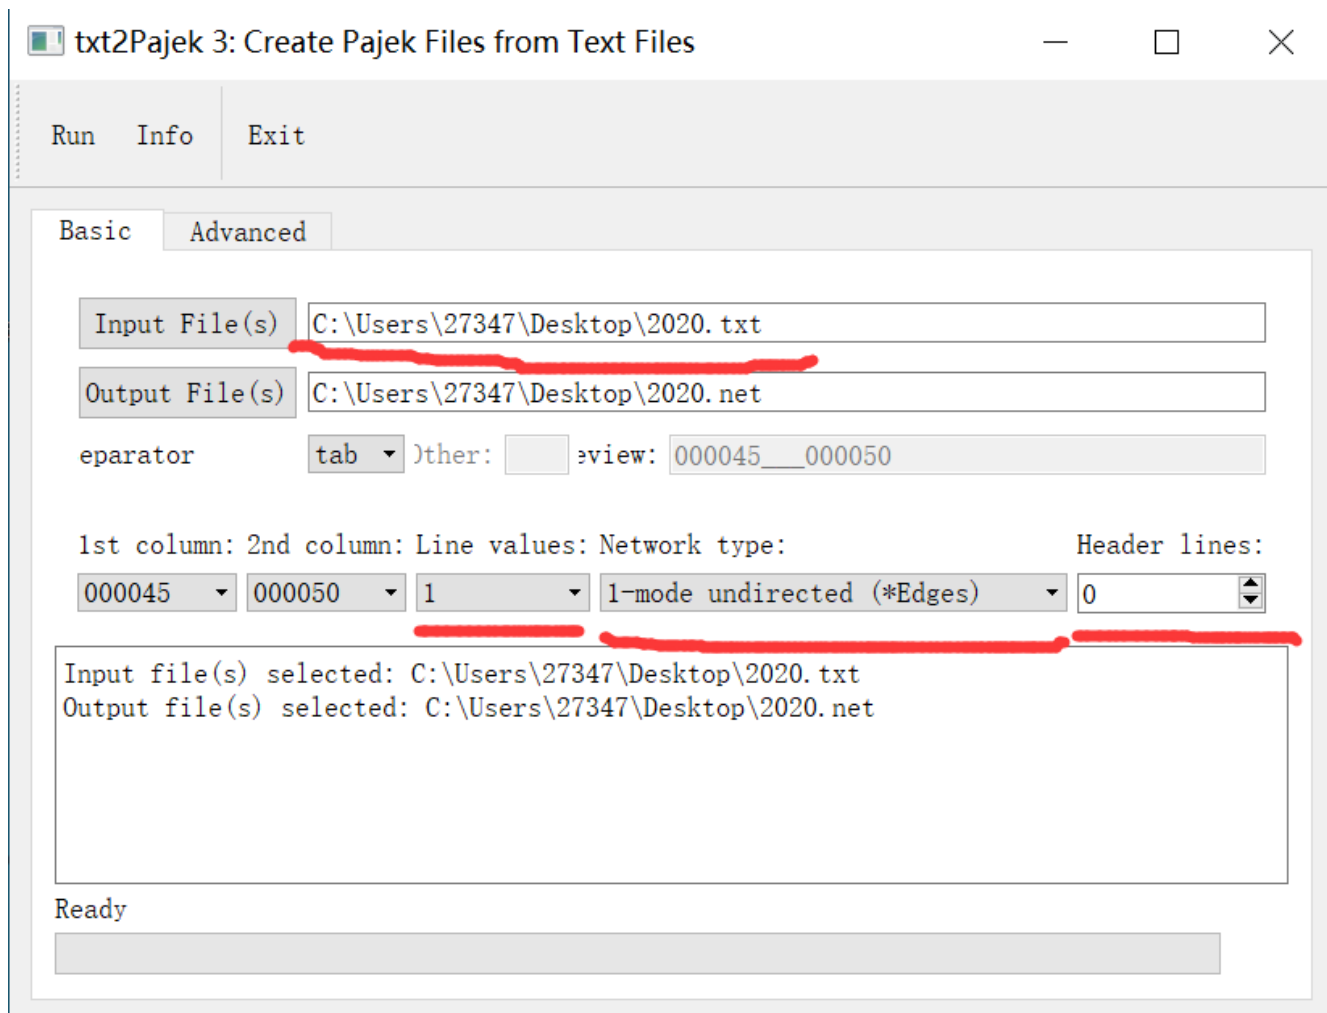 txt2Pajek 3: Create Pajek Files from Text Files
Run Info Exit
Basic Advanced
Input File(s) C:\Users\27347\Desktop\2020.txt
Output File(s) C:\Users\27347\Desktop\2020.net
eparator tab Other: eview: 000045___000050
1st column: 2nd column: Line values: Network type: Header lines:
000045 000050 1 1-mode undirected (*Edges) 0
Input file(s) selected: C:\Users\27347\Desktop\2020.txt
Output file(s) selected: C:\Users\27347\Desktop\2020.net
Ready